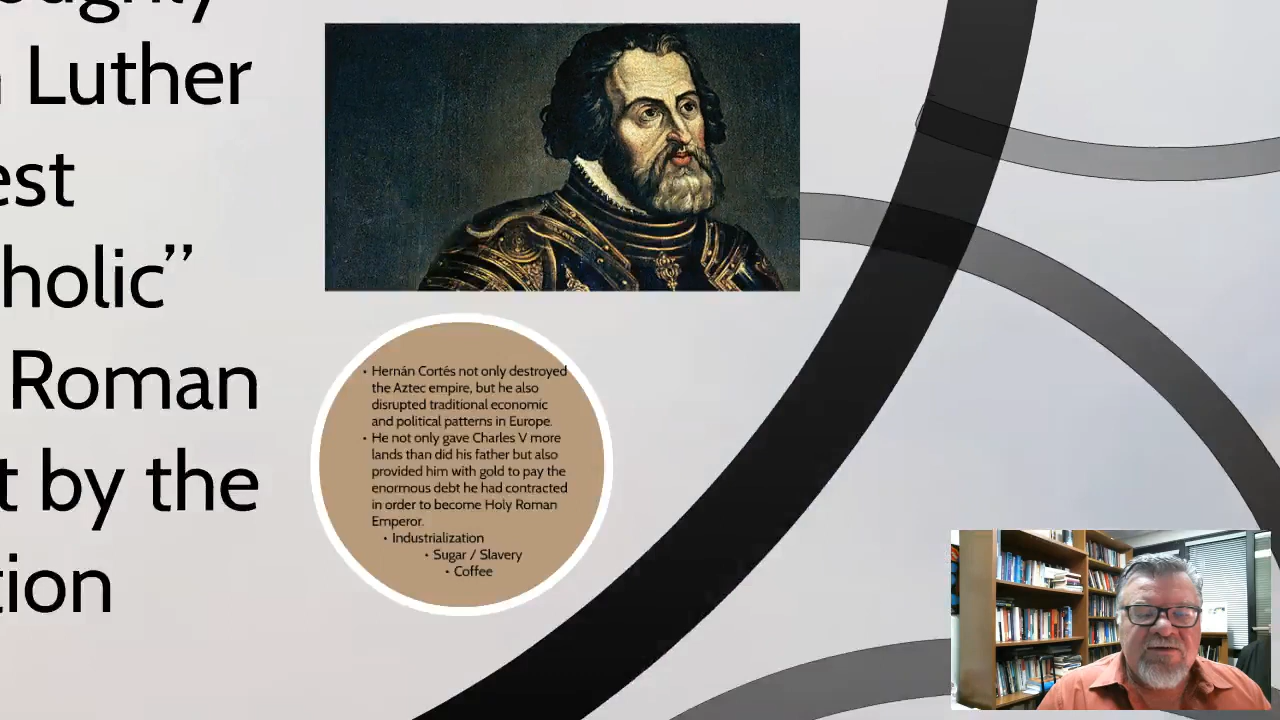 Luther
est
holic”
Roman
t by the
tion
• Hernán Cortés not only destroyed
the Aztec empire, but he also
disrupted traditional economic
and political patterns in Europe.
• He not only gave Charles V more
lands than did his father but also
provided him with gold to pay the
enormous debt he had contracted
in order to become Holy Roman
Emperor.
• Industrialization
• Sugar / Slavery
• Coffee